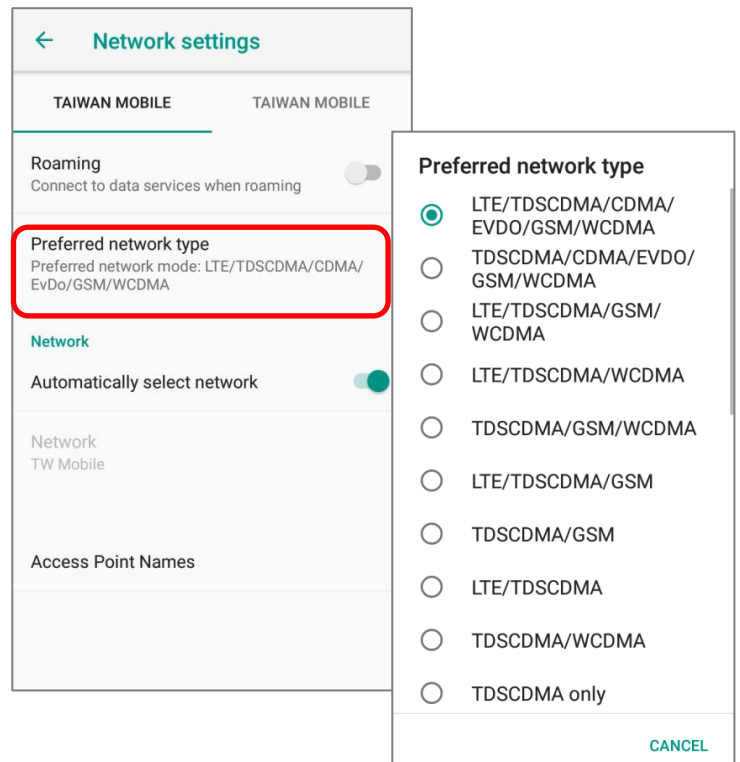 Network settings
TAIWAN MOBILE
TAIWAN MOBILE
Roaming
Connect to data services when roaming
Preferred network type
Preferred network mode: LTE/TDSCDMA/CDMA/
EvDo/GSM/WCDMA
Network
Automatically select network
Network
TW Mobile
Access Point Names
Preferred network type
LTE/TDSCDMA/CDMA/
EVDO/GSM/WCDMA
TDSCDMA/CDMA/EVDO/
GSM/WCDMA
LTE/TDSCDMA/GSM/
WCDMA
LTE/TDSCDMA/WCDMA
TDSCDMA/GSM/WCDMA
LTE/TDSCDMA/GSM
TDSCDMA/GSM
LTE/TDSCDMA
TDSCDMA/WCDMA
TDSCDMA only
CANCEL